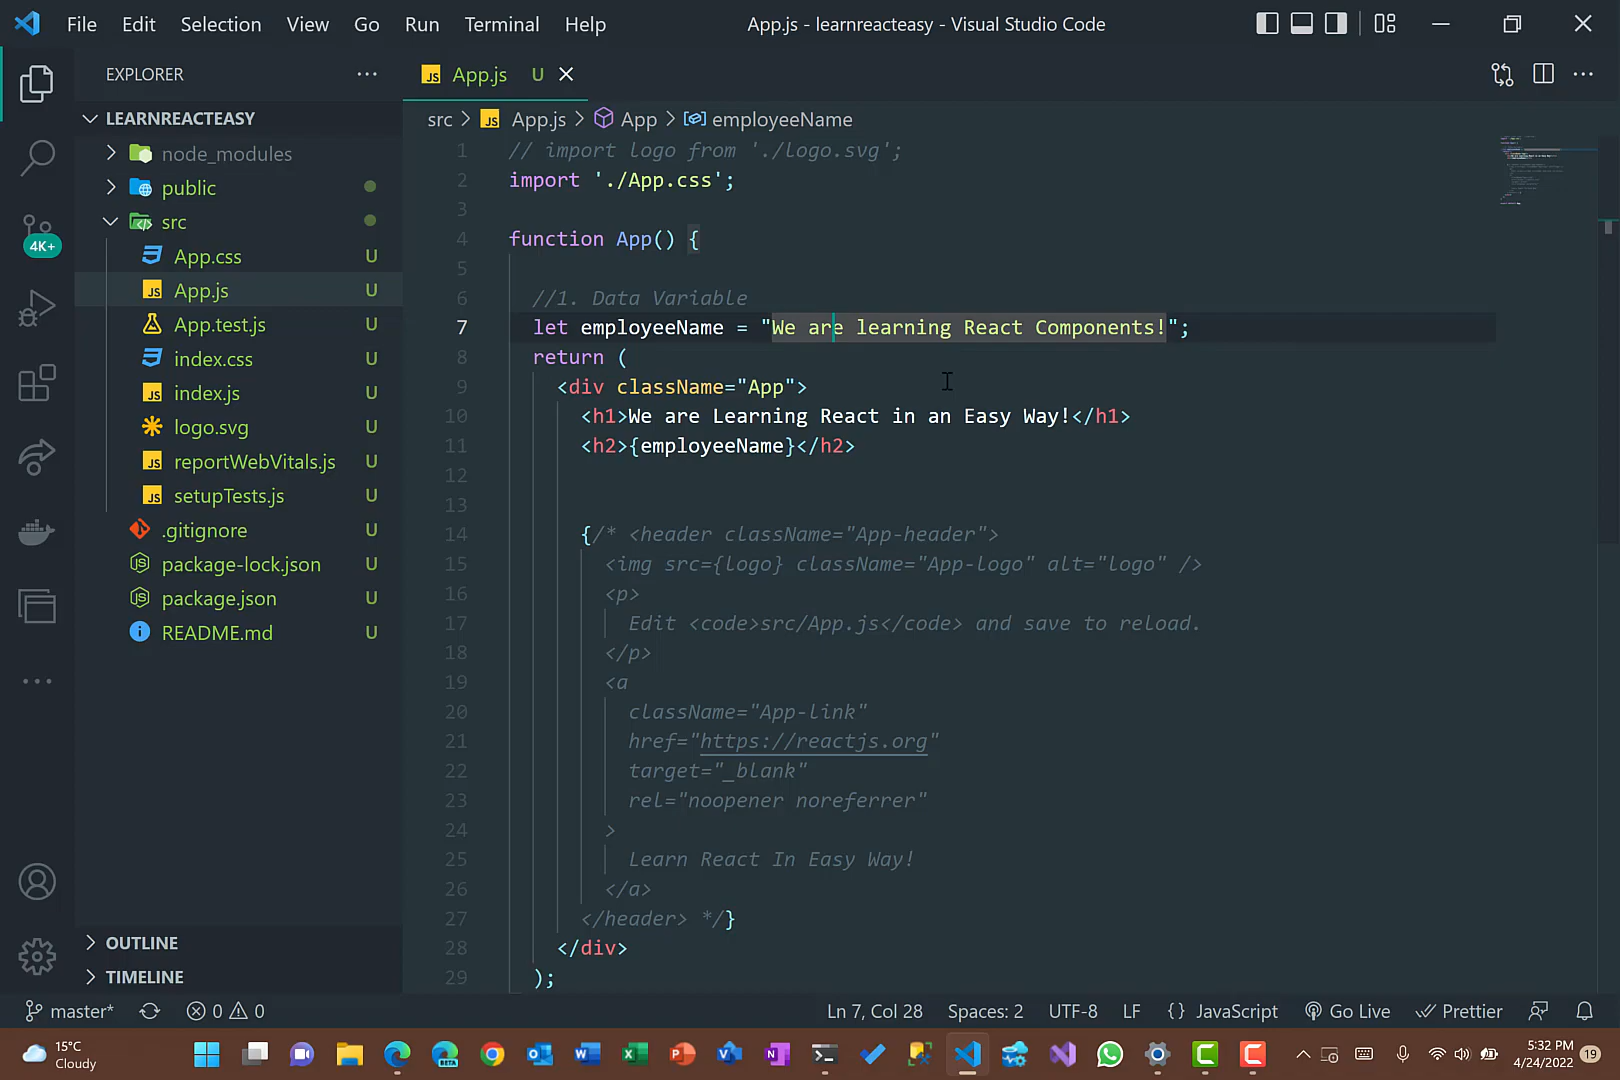 File Edit Selection View Go Run Terminal Help App.js - learnreacteasy - Visual Studio Code
EXPLORER
LEARNREACTEASY
node_modules
public
src
App.css U
App.js U
App.test.js U
index.css U
index.js U
logo.svg U
reportWebVitals.js U
setupTests.js U
.gitignore U
package-lock.json U
package.json U
README.md U
OUTLINE
TIMELINE
4K+
App.js U
src > App.js > App > employeeName
1 // import logo from './logo.svg';
2 import './App.css';
3
4 function App() {
5
6 //1. Data Variable
7 let employeeName = "We are learning React Components!";
8 return (
9 <div className="App">
10 <h1>We are Learning React in an Easy Way!</h1>
11 <h2>{employeeName}</h2>
12
13
14 {/* <header className="App-header">
15 <img src={logo} className="App-logo" alt="logo" />
16 <p>
17 Edit <code>src/App.js</code> and save to reload.
18 </p>
19 <a
20 className="App-link"
21 href="https://reactjs.org"
22 target="_blank"
23 rel="noopener noreferrer"
24 >
25 Learn React In Easy Way!
26 </a>
27 </header> */}
28 </div>
29 );
master* 0 0 Ln 7, Col 28 Spaces: 2 UTF-8 LF {} JavaScript Go Live Prettier
15°C
Cloudy
5:32 PM
4/24/2022
19